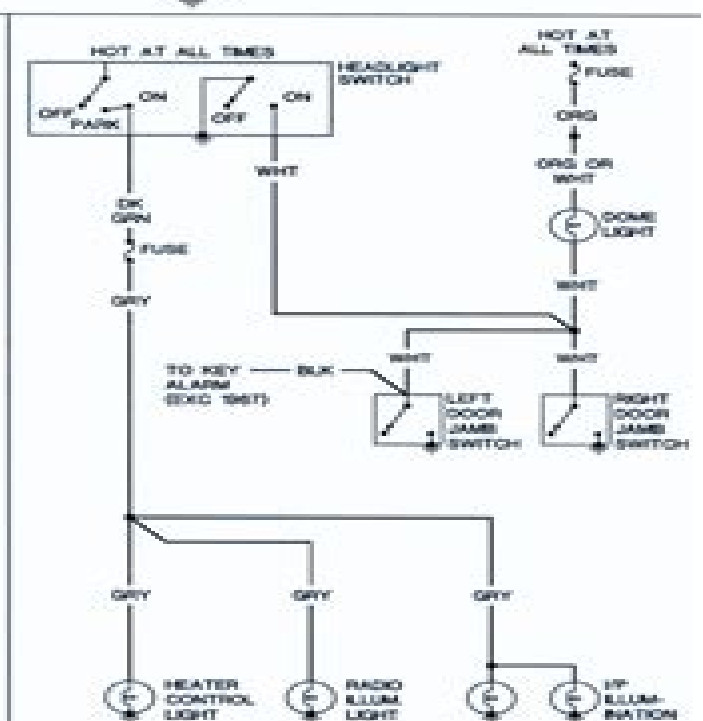 HOT AT ALL TIMES
HEADLIGHT
SWITCH
OFF
PARK
ON
OFF
ON
HOT AT
ALL TIMES
FUSE
ORG
ORG OR
WHT
DOME
LIGHT
WHT
WHT
DK
GRN
FUSE
GRY
TO KEY
ALARM
(EXC 1967)
BLK
WHT
WHT
LEFT
DOOR
JAMB
SWITCH
RIGHT
DOOR
JAMB
SWITCH
GRY
GRY
GRY
HEATER
CONTROL
LIGHT
RADIO
ILLUM
LIGHT
I/P
ILLUM-
INATION